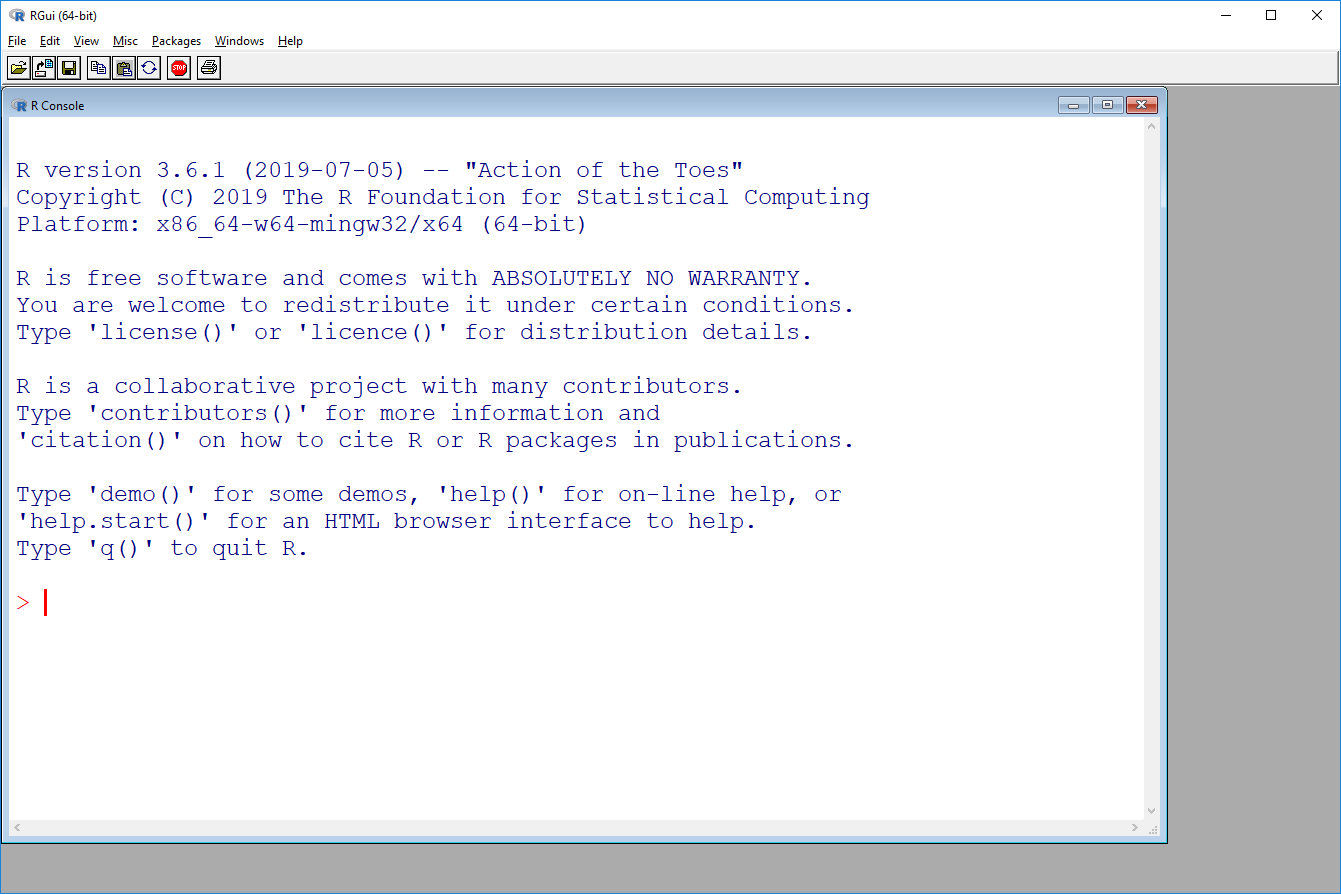 RGui (64-bit)
File Edit View Misc Packages Windows Help
STOP
R Console
R version 3.6.1 (2019-07-05) -- "Action of the Toes"
Copyright (C) 2019 The R Foundation for Statistical Computing
Platform: x86_64-w64-mingw32/x64 (64-bit)
R is free software and comes with ABSOLUTELY NO WARRANTY.
You are welcome to redistribute it under certain conditions.
Type 'license()' or 'licence()' for distribution details.
R is a collaborative project with many contributors.
Type 'contributors()' for more information and
'citation()' on how to cite R or R packages in publications.
Type 'demo()' for some demos, 'help()' for on-line help, or
'help.start()' for an HTML browser interface to help.
Type 'q()' to quit R.
>